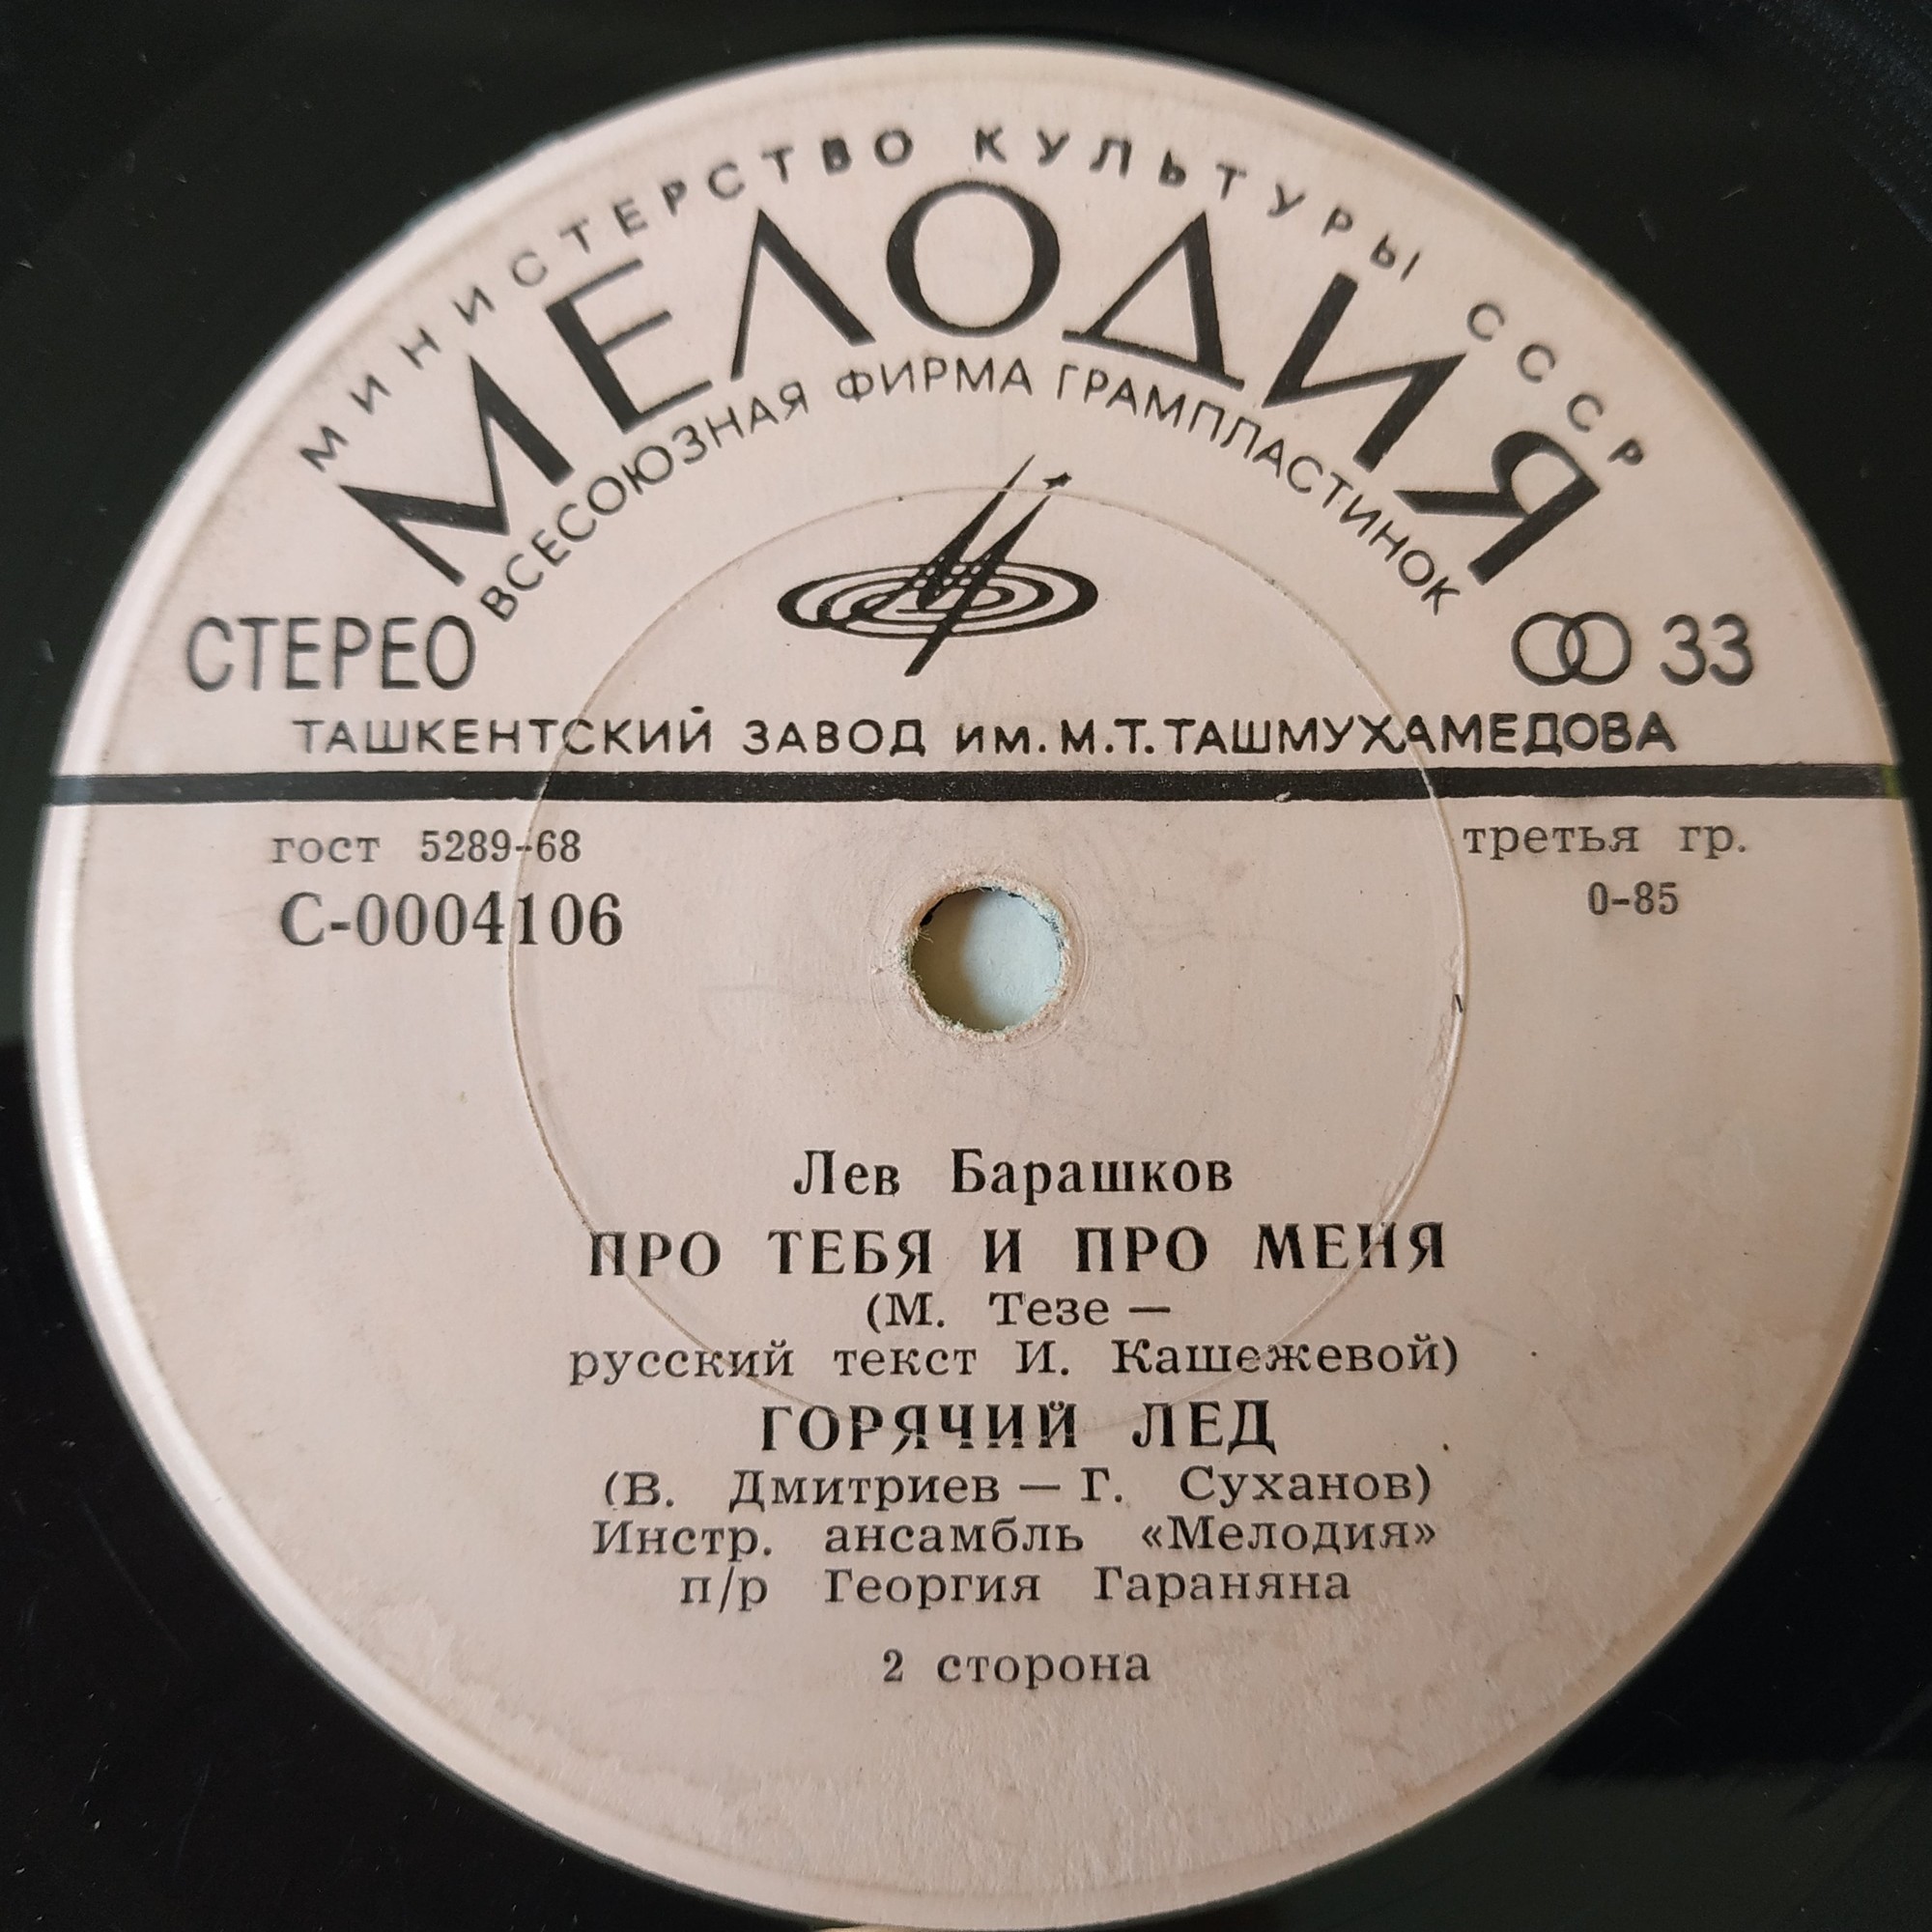 МИНИСТЕРСТВО КУЛЬТУРЫ СССР
МЕЛОДИЯ
ВСЕСОЮЗНАЯ ФИРМА ГРАМПЛАСТИНОК
СТЕРЕО 33
ТАШКЕНТСКИЙ ЗАВОД им. М.Т. ТАШМУХАМЕДОВА
гост 5289-68 третья гр.
С-0004106 0-85
Лев Барашков
ПРО ТЕБЯ И ПРО МЕНЯ
(М. Тезе —
русский текст И. Кашежевой)
ГОРЯЧИЙ ЛЕД
(В. Дмитриев — Г. Суханов)
Инстр. ансамбль «Мелодия»
п/р Георгия Гараняна
2 сторона